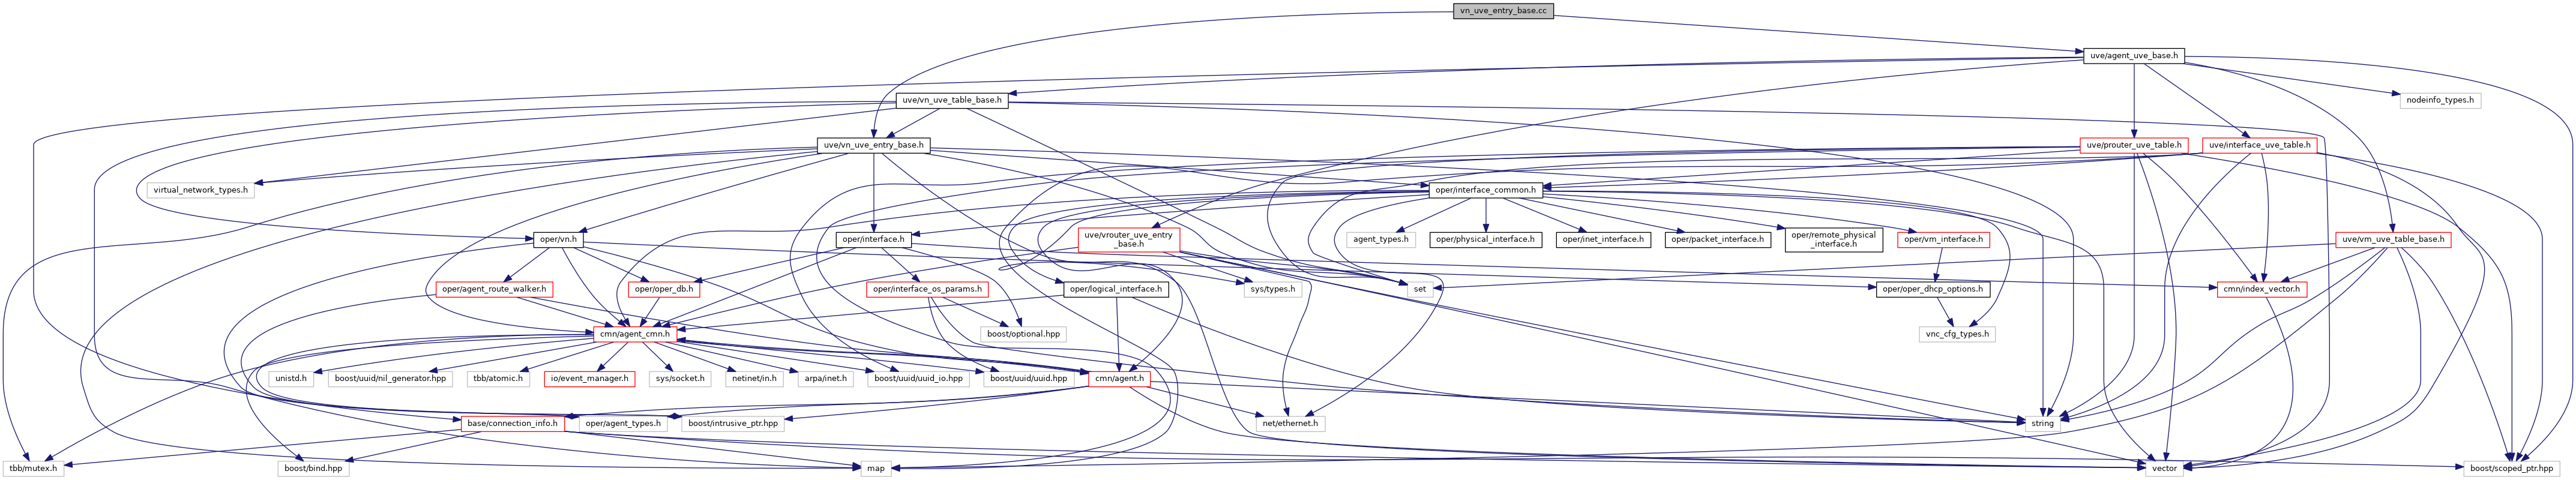 vn_uve_entry_base.cc
uve/agent_uve_base.h
uve/vn_uve_table_base.h
nodeinfo_types.h
uve/vn_uve_entry_base.h
uve/prouter_uve_table.h
uve/interface_uve_table.h
virtual_network_types.h
oper/interface_common.h
oper/vn.h
oper/interface.h
uve/vrouter_uve_entry
_base.h
agent_types.h
oper/physical_interface.h
oper/inet_interface.h
oper/packet_interface.h
oper/remote_physical
_interface.h
oper/vm_interface.h
uve/vm_uve_table_base.h
oper/agent_route_walker.h
oper/oper_db.h
oper/interface_os_params.h
oper/logical_interface.h
sys/types.h
set
oper/oper_dhcp_options.h
cmn/index_vector.h
cmn/agent_cmn.h
boost/optional.hpp
vnc_cfg_types.h
unistd.h
boost/uuid/nil_generator.hpp
tbb/atomic.h
io/event_manager.h
sys/socket.h
netinet/in.h
arpa/inet.h
boost/uuid/uuid_io.hpp
boost/uuid/uuid.hpp
cmn/agent.h
base/connection_info.h
oper/agent_types.h
boost/intrusive_ptr.hpp
net/ethernet.h
string
tbb/mutex.h
boost/bind.hpp
map
vector
boost/scoped_ptr.hpp